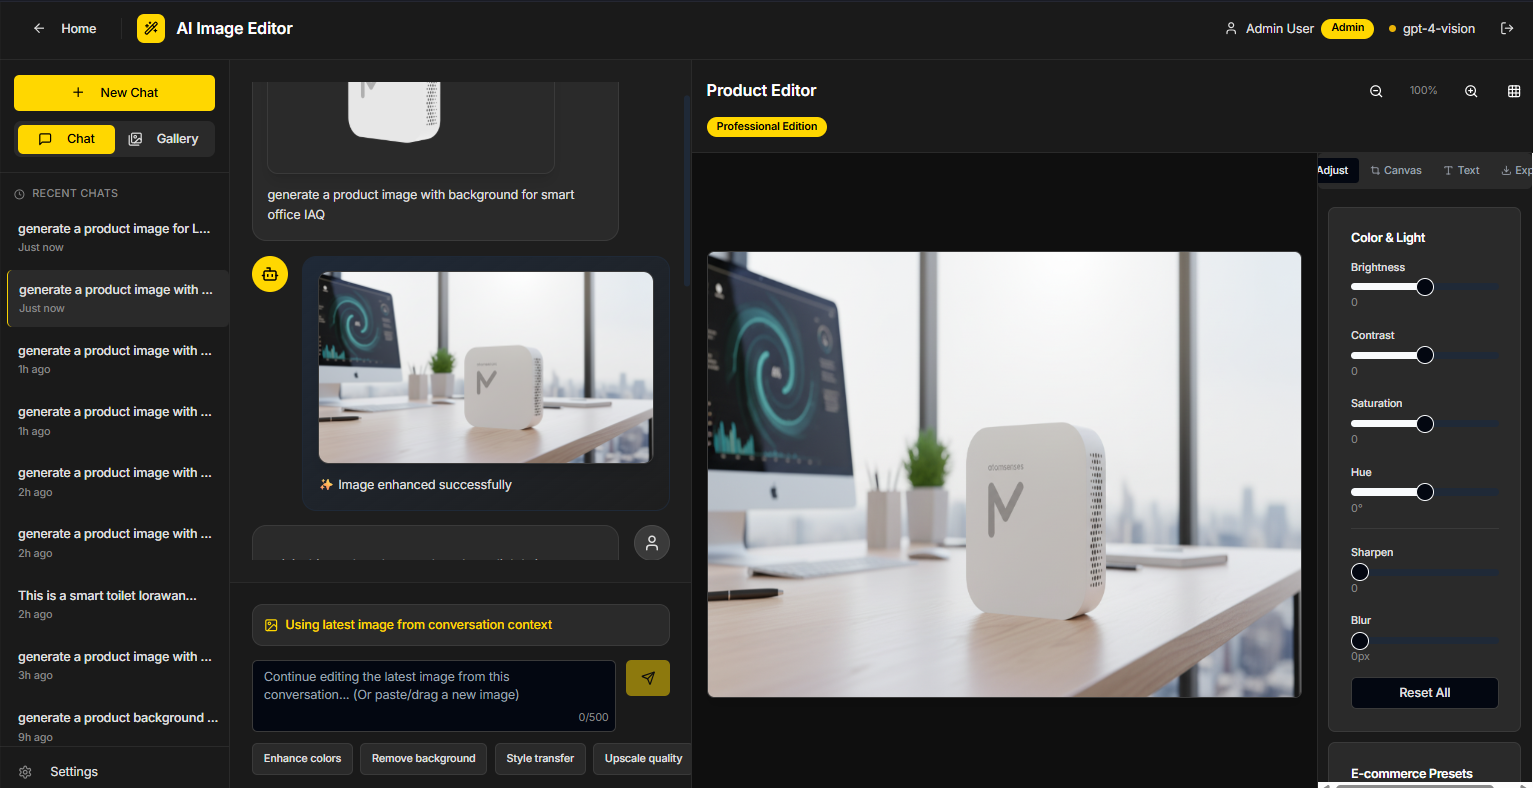 Home
AI Image Editor
Admin User
Admin
gpt-4-vision
New Chat
Chat
Gallery
RECENT CHATS
generate a product image for L...
Just now
generate a product image with ...
Just now
generate a product image with ...
1h ago
generate a product image with ...
1h ago
generate a product image with ...
2h ago
generate a product image with ...
2h ago
This is a smart toilet lorawan...
2h ago
generate a product image with ...
3h ago
generate a product background ...
9h ago
Settings
generate a product image with background for smart
office IAQ
Image enhanced successfully
Using latest image from conversation context
Continue editing the latest image from this
conversation... (Or paste/drag a new image)
0/500
Enhance colors
Remove background
Style transfer
Upscale quality
Product Editor
Professional Edition
100%
atomsenses
Adjust
Canvas
Text
Exp
Color & Light
Brightness
0
Contrast
0
Saturation
0
Hue
0°
Sharpen
0
Blur
0px
Reset All
E-commerce Presets